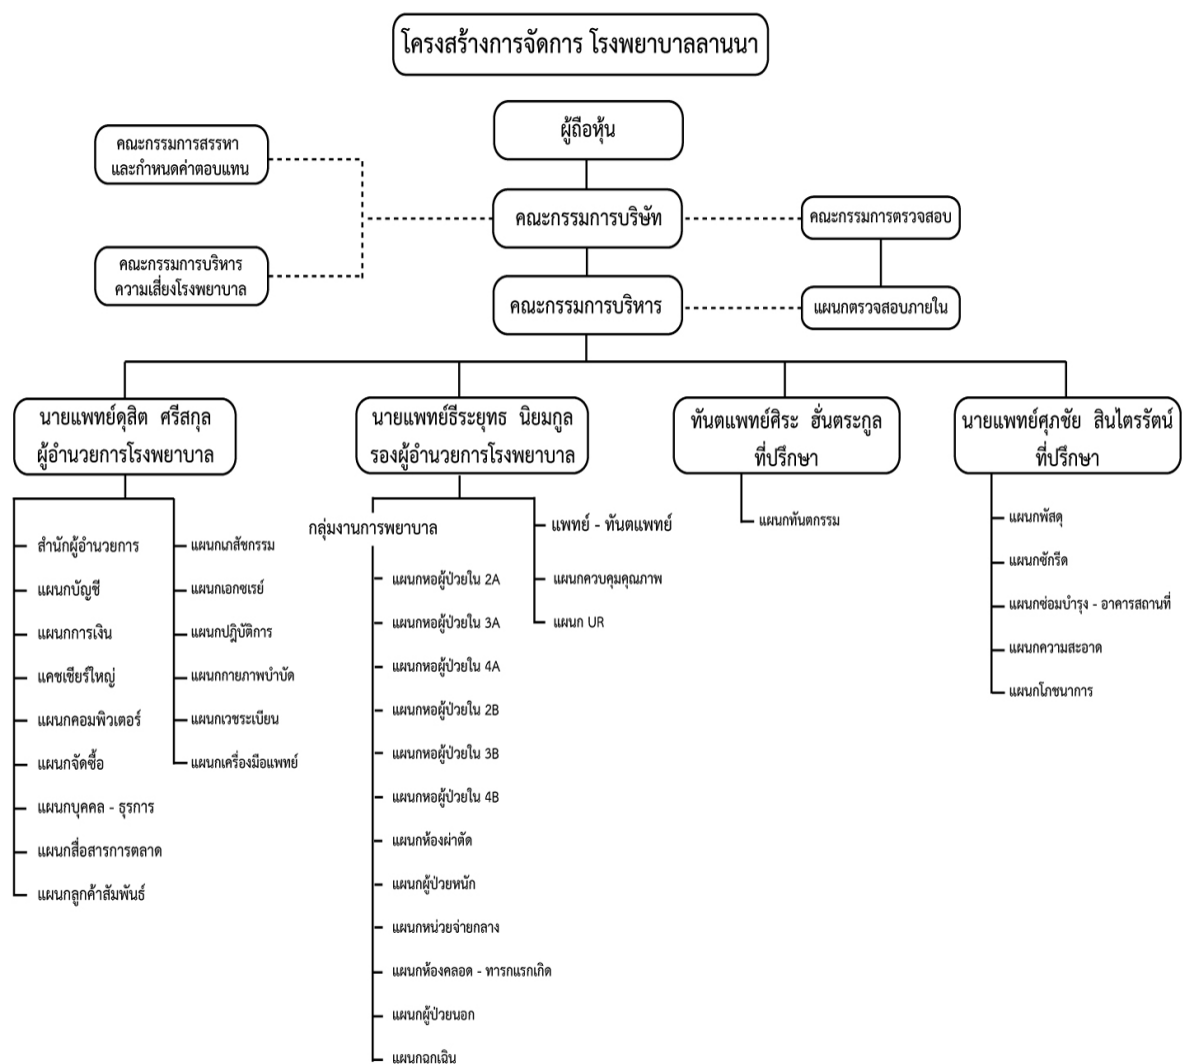 โครงสร้างการจัดการ โรงพยาบาลลานนา
ผู้ถือหุ้น
คณะกรรมการสรรหา
และกำหนดค่าตอบแทน
คณะกรรมการบริษัท
คณะกรรมการตรวจสอบ
คณะกรรมการบริหาร
ความเสี่ยงโรงพยาบาล
คณะกรรมการบริหาร
แผนกตรวจสอบภายใน
นายแพทย์ดุสิต ศรีสกุล
ผู้อำนวยการโรงพยาบาล
นายแพทย์ธีระยุทธ นิยมกูล
รองผู้อำนวยการโรงพยาบาล
ทันตแพทย์ศิระ ฮั่นตระกูล
ที่ปรึกษา
นายแพทย์ศุภชัย สินไตรรัตน์
ที่ปรึกษา
สำนักผู้อำนวยการ
แผนกบัญชี
แผนกการเงิน
แคชเชียร์ใหญ่
แผนกคอมพิวเตอร์
แผนกจัดซื้อ
แผนกบุคคล - ธุรการ
แผนกสื่อสารการตลาด
แผนกลูกค้าสัมพันธ์
แผนกเภสัชกรรม
แผนกเอกซเรย์
แผนกปฎิบัติการ
แผนกกายภาพบำบัด
แผนกเวชระเบียน
แผนกเครื่องมือแพทย์
กลุ่มงานการพยาบาล
แผนกหอผู้ป่วยใน 2A
แผนกหอผู้ป่วยใน 3A
แผนกหอผู้ป่วยใน 4A
แผนกหอผู้ป่วยใน 2B
แผนกหอผู้ป่วยใน 3B
แผนกหอผู้ป่วยใน 4B
แผนกห้องผ่าตัด
แผนกผู้ป่วยหนัก
แผนกหน่วยจ่ายกลาง
แผนกห้องคลอด - ทารกแรกเกิด
แผนกผู้ป่วยนอก
แผนกฉุกเฉิน
แพทย์ - ทันตแพทย์
แผนกควบคุมคุณภาพ
แผนก UR
แผนกทันตกรรม
แผนกพัสดุ
แผนกซักรีด
แผนกซ่อมบำรุง - อาคารสถานที่
แผนกความสะอาด
แผนกโภชนาการ